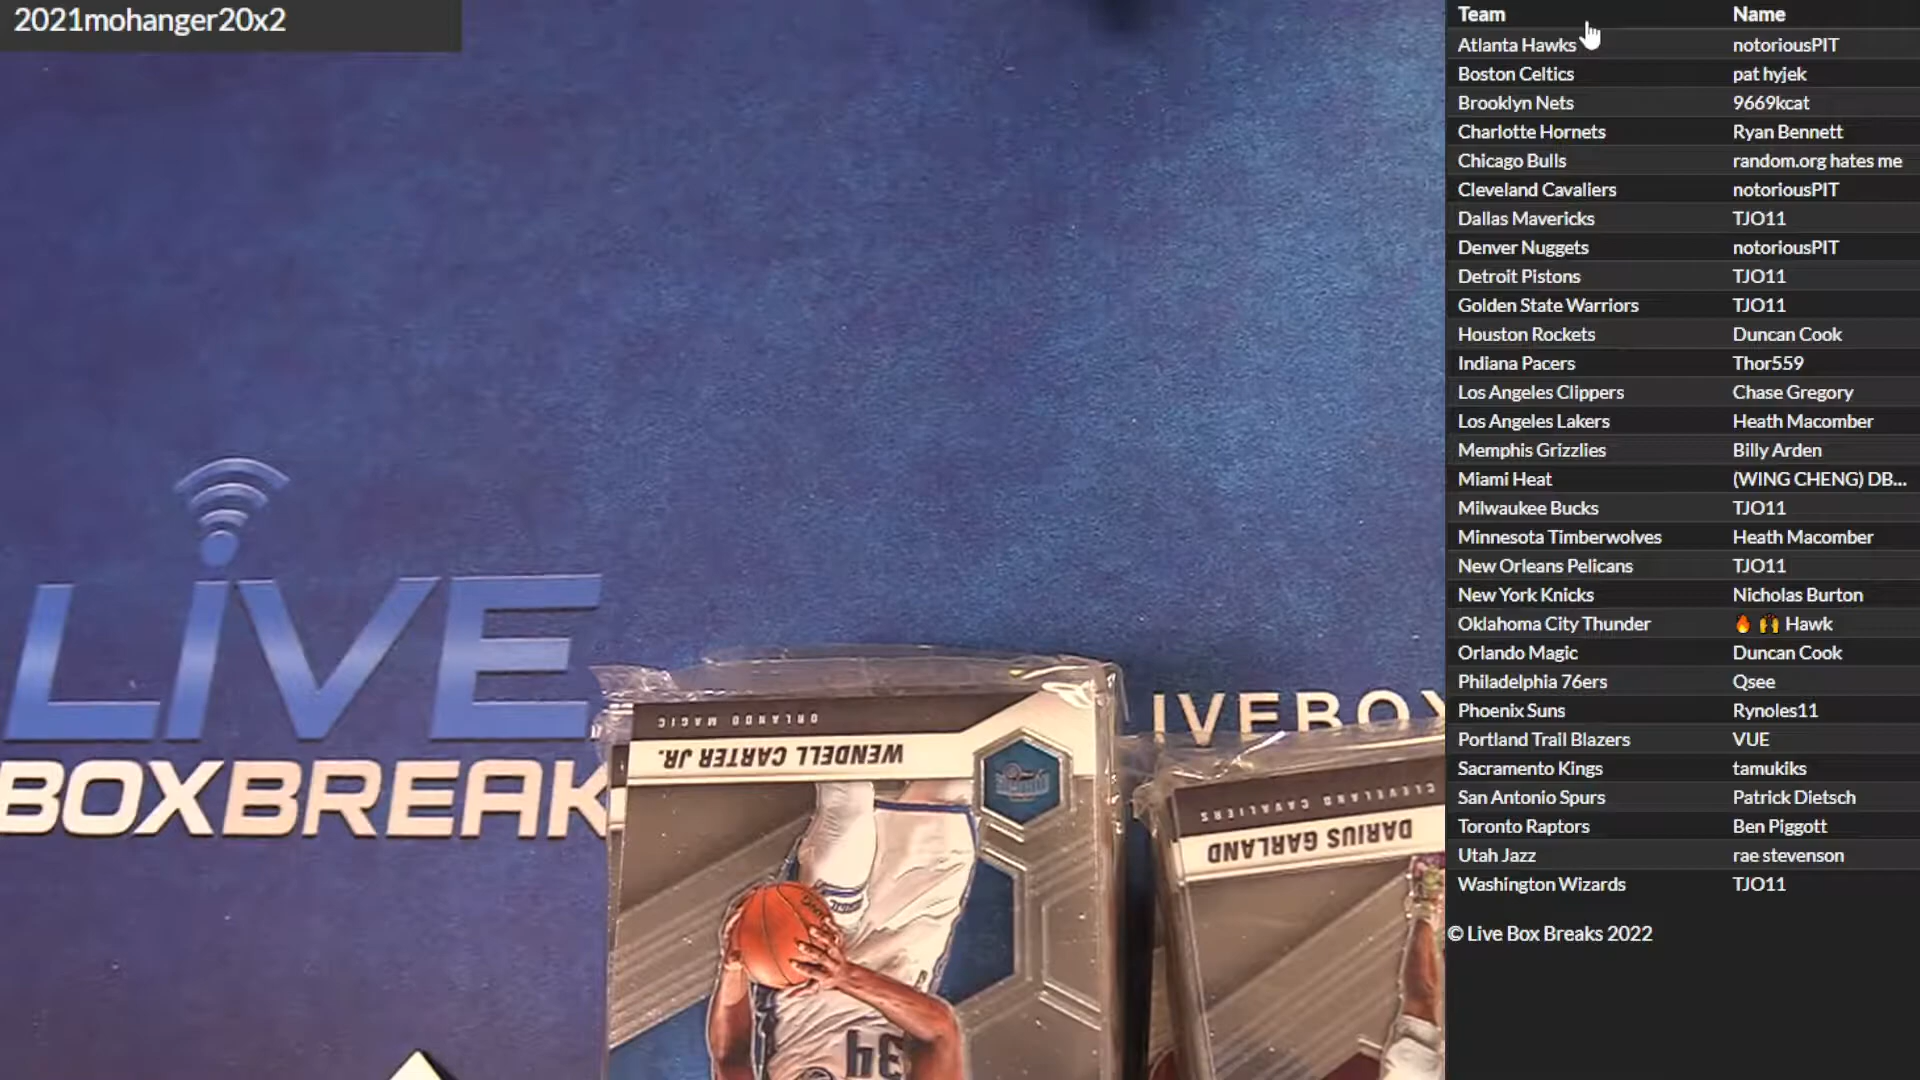 2021mohanger20x2
Team Name
Atlanta Hawks notoriousPIT
Boston Celtics pat hyjek
Brooklyn Nets 9669kcat
Charlotte Hornets Ryan Bennett
Chicago Bulls random.org hates me
Cleveland Cavaliers notoriousPIT
Dallas Mavericks TJO11
Denver Nuggets notoriousPIT
Detroit Pistons TJO11
Golden State Warriors TJO11
Houston Rockets Duncan Cook
Indiana Pacers Thor559
Los Angeles Clippers Chase Gregory
Los Angeles Lakers Heath Macomber
Memphis Grizzlies Billy Arden
Miami Heat (WING CHENG) DB...
Milwaukee Bucks TJO11
Minnesota Timberwolves Heath Macomber
New Orleans Pelicans TJO11
New York Knicks Nicholas Burton
Oklahoma City Thunder 🔥 🙌 Hawk
Orlando Magic Duncan Cook
Philadelphia 76ers Qsee
Phoenix Suns Rynoles11
Portland Trail Blazers VUE
Sacramento Kings tamukiks
San Antonio Spurs Patrick Dietsch
Toronto Raptors Ben Piggott
Utah Jazz rae stevenson
Washington Wizards TJO11
© Live Box Breaks 2022
LIVE
BOXBREAK
IVEBOX
ORLANDO MAGIC
WENDELL CARTER JR.
34
CLEVELAND CAVALIERS
DARIUS GARLAND